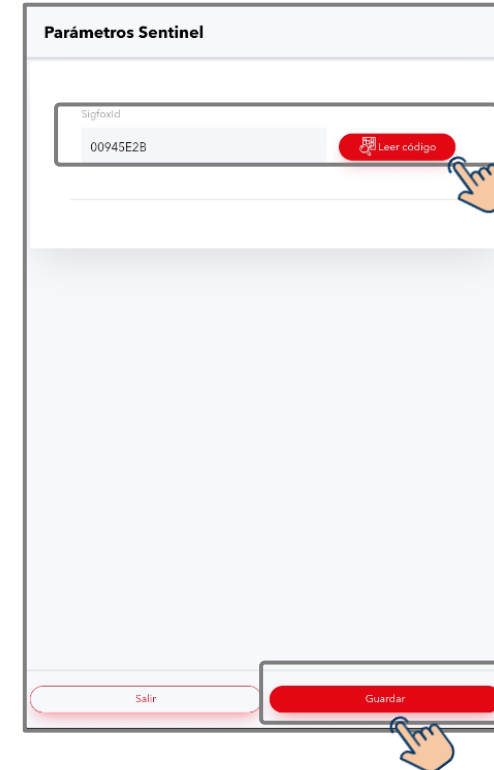 Parámetros Sentinel
SigfoxId
00945E2B
Leer código
Salir
Guardar